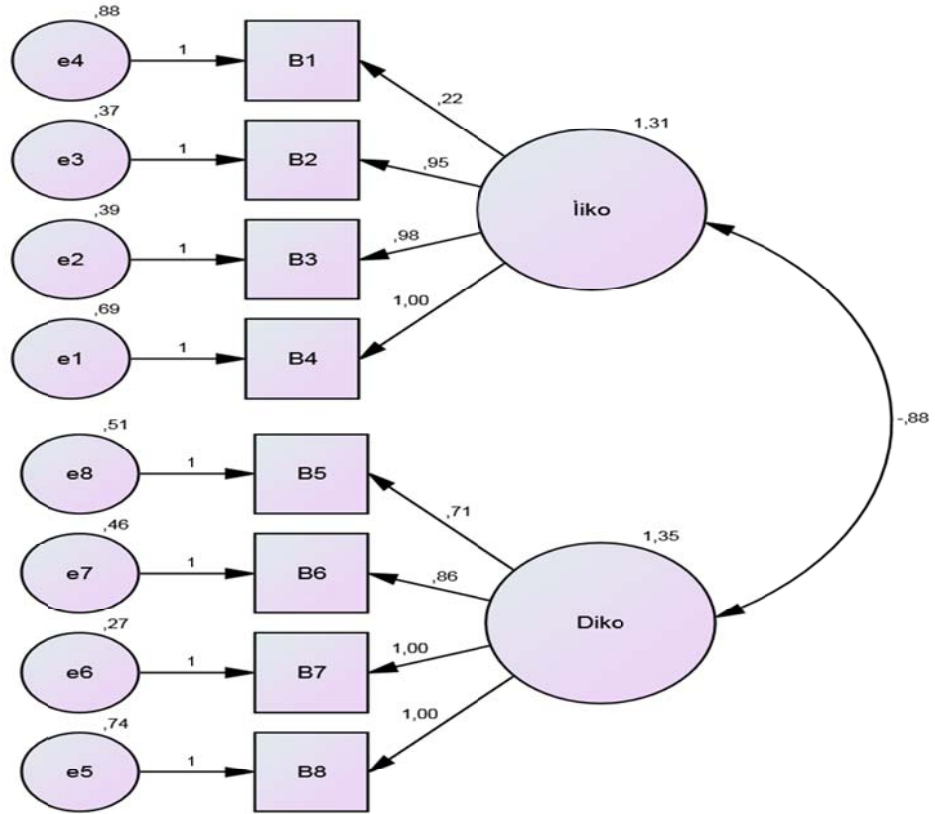 ,88
e4
1
B1
,22
,37
e3
1
B2
,95
1,31
İiko
,39
e2
1
B3
,98
,69
e1
1
B4
1,00
-,88
,51
e8
1
B5
,71
,46
e7
1
B6
,86
1,35
Diko
,27
e6
1
B7
1,00
,74
e5
1
B8
1,00